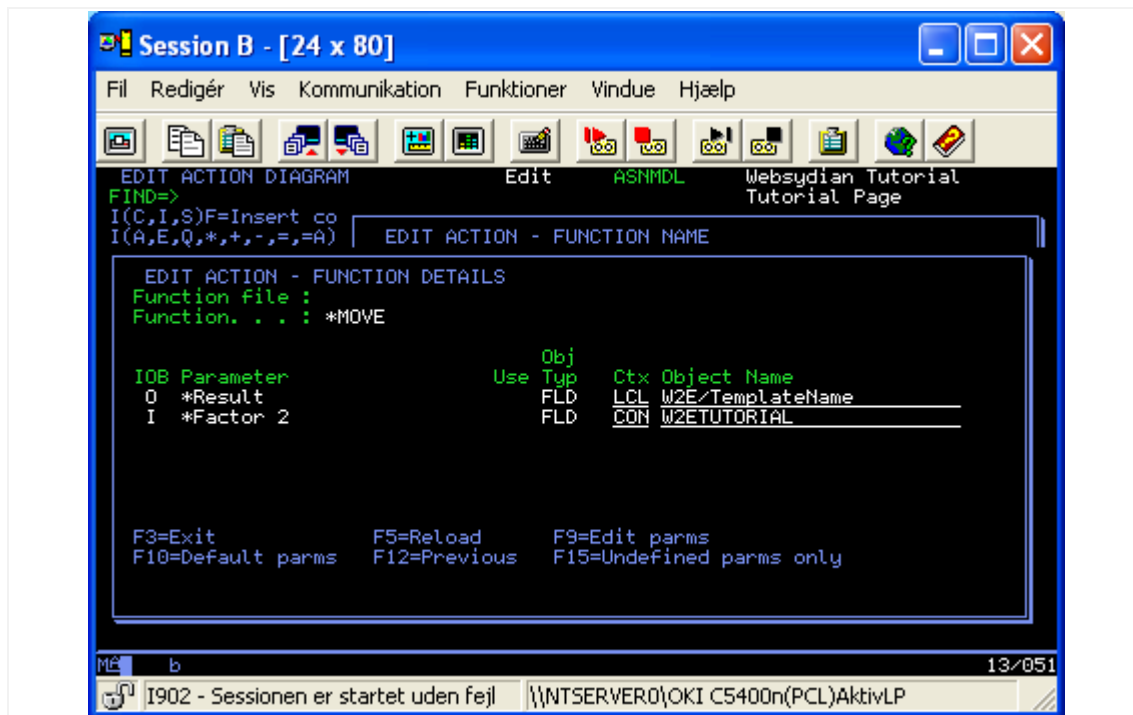 Session B - [24 x 80]
Fil Redigér Vis Kommunikation Funktioner Vindue Hjælp
EDIT ACTION DIAGRAM Edit ASNMDL Websydian Tutorial
FIND=> Tutorial Page
I(C,I,S)F=Insert co
I(A,E,Q,*,+,-,=,=A) EDIT ACTION - FUNCTION NAME
EDIT ACTION - FUNCTION DETAILS
Function file :
Function. . . : *MOVE
Obj
IOB Parameter Use Typ Ctx Object Name
O *Result FLD LCL W2E/TemplateName
I *Factor 2 FLD CON W2ETUTORIAL
F3=Exit F5=Reload F9=Edit parms
F10=Default parms F12=Previous F15=Undefined parms only
b 13/051
I902 - Sessionen er startet uden fejl \\NTSERVER0\OKI C5400n(PCL)AktivLP